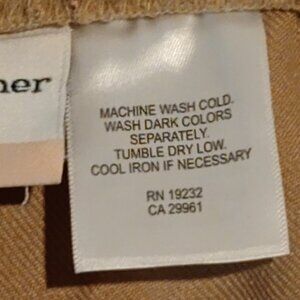 ner
MACHINE WASH COLD.
WASH DARK COLORS
SEPARATELY.
TUMBLE DRY LOW.
COOL IRON IF NECESSARY
RN 19232
CA 29961